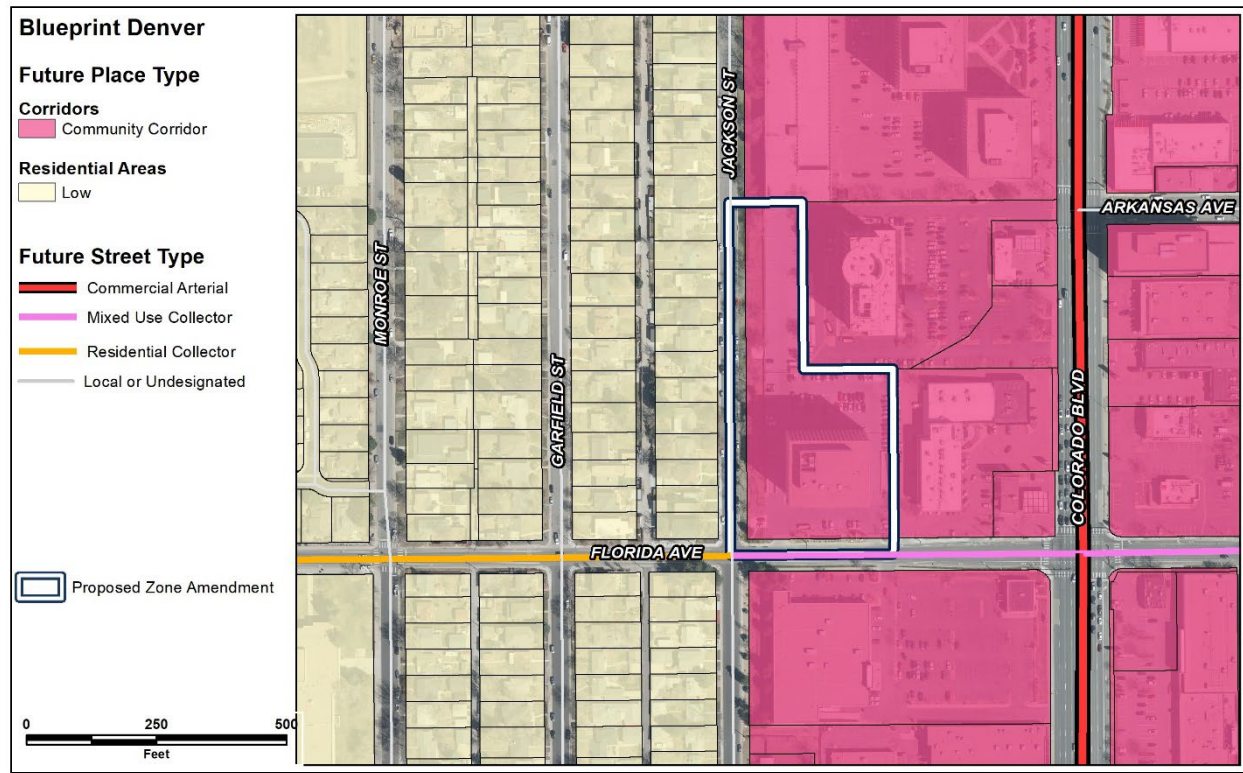 Blueprint Denver
Future Place Type
Corridors
Community Corridor
Residential Areas
Low
Future Street Type
Commercial Arterial
Mixed Use Collector
Residential Collector
Local or Undesignated
Proposed Zone Amendment
0 250 500
Feet
MONROE ST
GARFIELD ST
JACKSON ST
ARKANSAS AVE
COLORADO BLVD
FLORIDA AVE